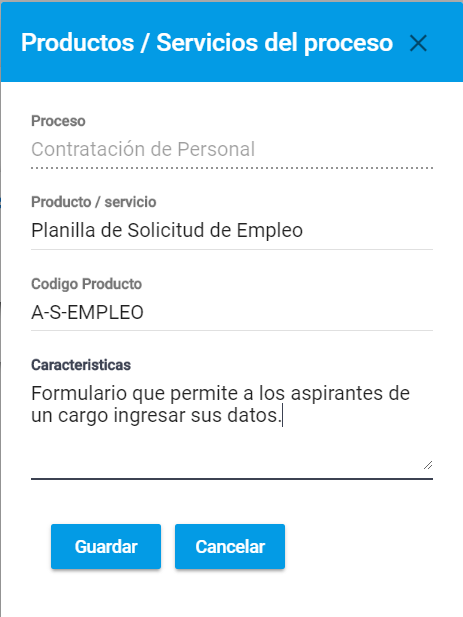 Productos / Servicios del proceso
Proceso
Contratación de Personal
Producto / servicio
Planilla de Solicitud de Empleo
Codigo Producto
A-S-EMPLEO
Caracteristicas
Formulario que permite a los aspirantes de
un cargo ingresar sus datos.
Guardar Cancelar